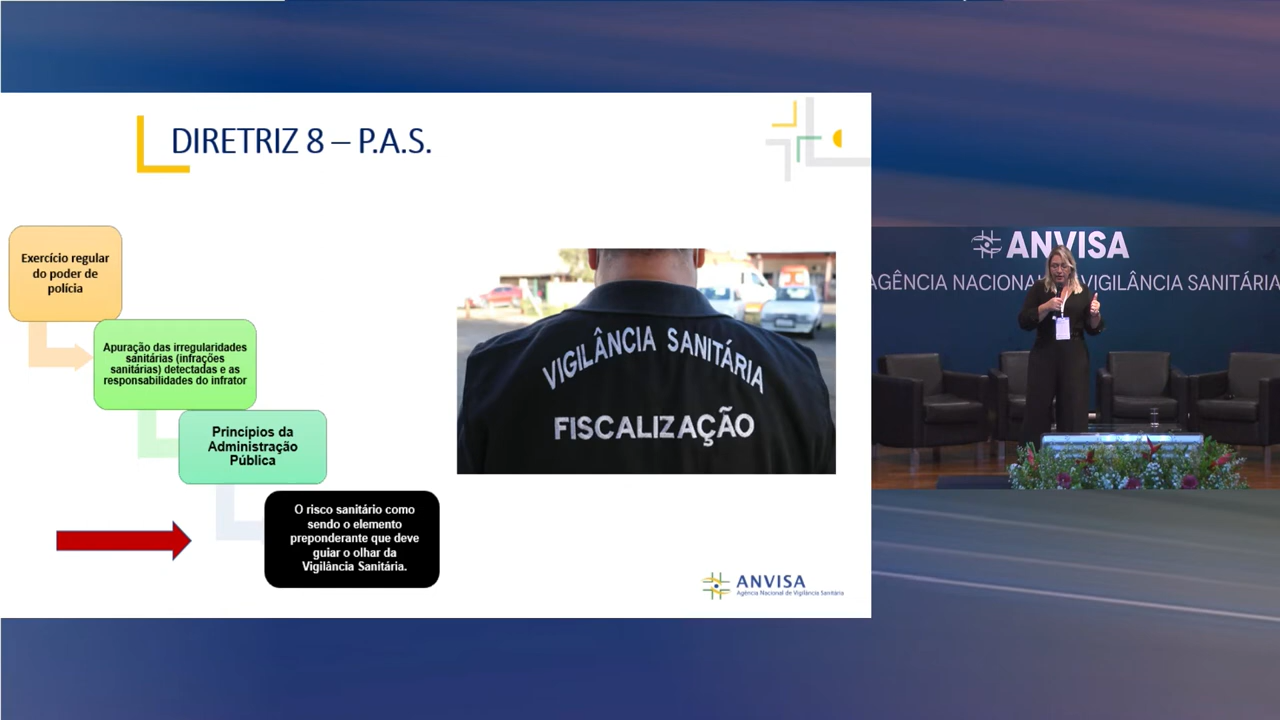 DIRETRIZ 8 – P.A.S.
Exercício regular
do poder de
polícia
Apuração das irregularidades
sanitárias (infrações
sanitárias) detectadas e as
responsabilidades do infrator
Princípios da
Administração
Pública
O risco sanitário como
sendo o elemento
preponderante que deve
guiar o olhar da
Vigilância Sanitária.
VIGILÂNCIA SANITÁRIA
FISCALIZAÇÃO
ANVISA
Agência Nacional de Vigilância Sanitária
ANVISA
AGÊNCIA NACIONAL VIGILÂNCIA SANITÁRIA